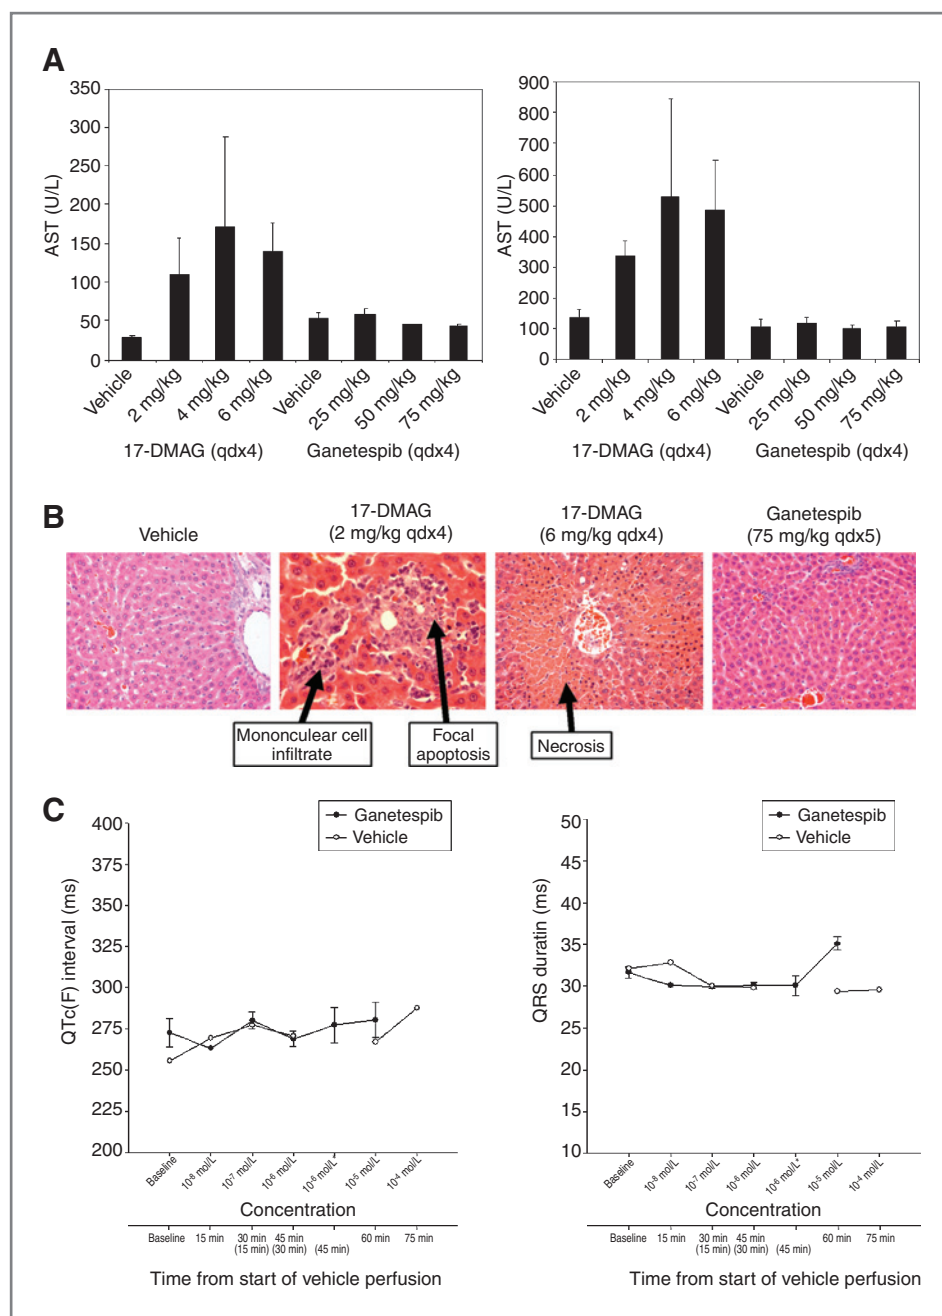 A
350
300
250
200
150
100
50
0
AST (U/L)
Vehicle
2 mg/kg
4 mg/kg
6 mg/kg
Vehicle
25 mg/kg
50 mg/kg
75 mg/kg
17-DMAG (qdx4) Ganetespib (qdx4)
900
800
700
600
500
400
300
200
100
0
AST (U/L)
Vehicle
2 mg/kg
4 mg/kg
6 mg/kg
Vehicle
25 mg/kg
50 mg/kg
75 mg/kg
17-DMAG (qdx4) Ganetespib (qdx4)
B
Vehicle
17-DMAG
(2 mg/kg qdx4)
17-DMAG
(6 mg/kg qdx4)
Ganetespib
(75 mg/kg qdx5)
Mononculear cell
infiltrate
Focal
apoptosis
Necrosis
C
Ganetespib
Vehicle
400
375
350
325
300
275
250
225
200
QTc(F) interval (ms)
Baseline
10-8 mol/L
10-7 mol/L
10-6 mol/L
10-6 mol/L*
10-5 mol/L
10-4 mol/L
Concentration
Baseline 15 min 30 min 45 min 60 min 75 min
(15 min) (30 min) (45 min)
Time from start of vehicle perfusion
Ganetespib
Vehicle
50
45
40
35
30
25
20
15
10
QRS duratin (ms)
Baseline
10-8 mol/L
10-7 mol/L
10-6 mol/L
10-6 mol/L*
10-5 mol/L
10-4 mol/L
Concentration
Baseline 15 min 30 min 45 min 60 min 75 min
(15 min) (30 min) (45 min)
Time from start of vehicle perfusion